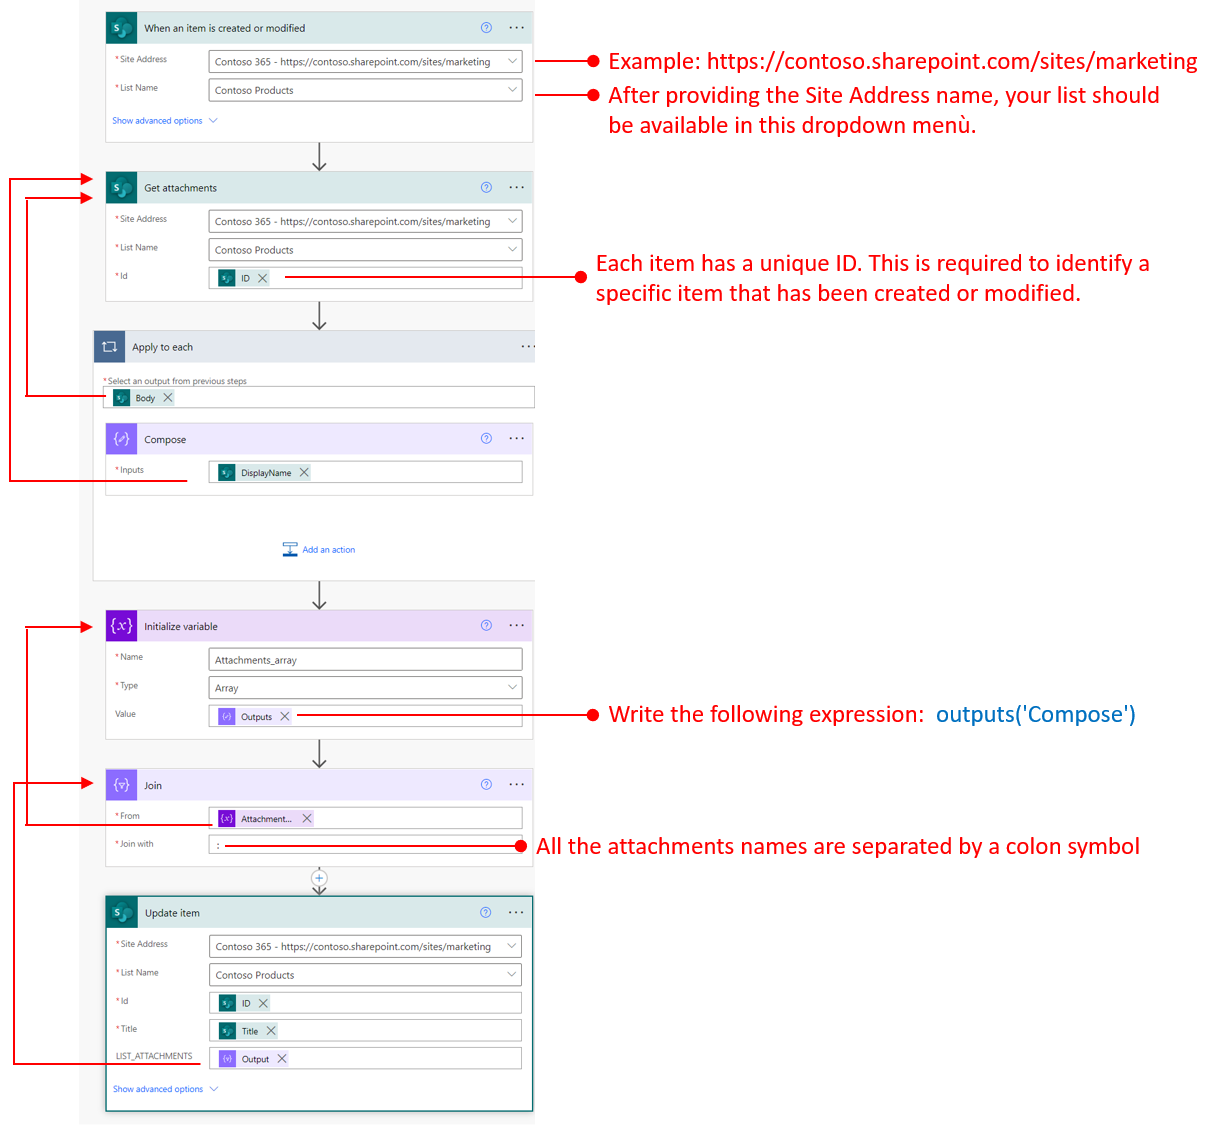 When an item is created or modified
* Site Address
Contoso 365 - https://contoso.sharepoint.com/sites/marketing
Example: https://contoso.sharepoint.com/sites/marketing
* List Name
Contoso Products
After providing the Site Address name, your list should
be available in this dropdown menù.
Show advanced options
Get attachments
* Site Address
Contoso 365 - https://contoso.sharepoint.com/sites/marketing
* List Name
Contoso Products
* Id
ID
Each item has a unique ID. This is required to identify a
specific item that has been created or modified.
Apply to each
* Select an output from previous steps
Body
Compose
* Inputs
DisplayName
Add an action
Initialize variable
* Name
Attachments_array
* Type
Array
Value
Outputs
Write the following expression: outputs('Compose')
Join
* From
Attachment...
* Join with
:
All the attachments names are separated by a colon symbol
Update item
* Site Address
Contoso 365 - https://contoso.sharepoint.com/sites/marketing
* List Name
Contoso Products
* Id
ID
* Title
Title
LIST_ATTACHMENTS
Output
Show advanced options